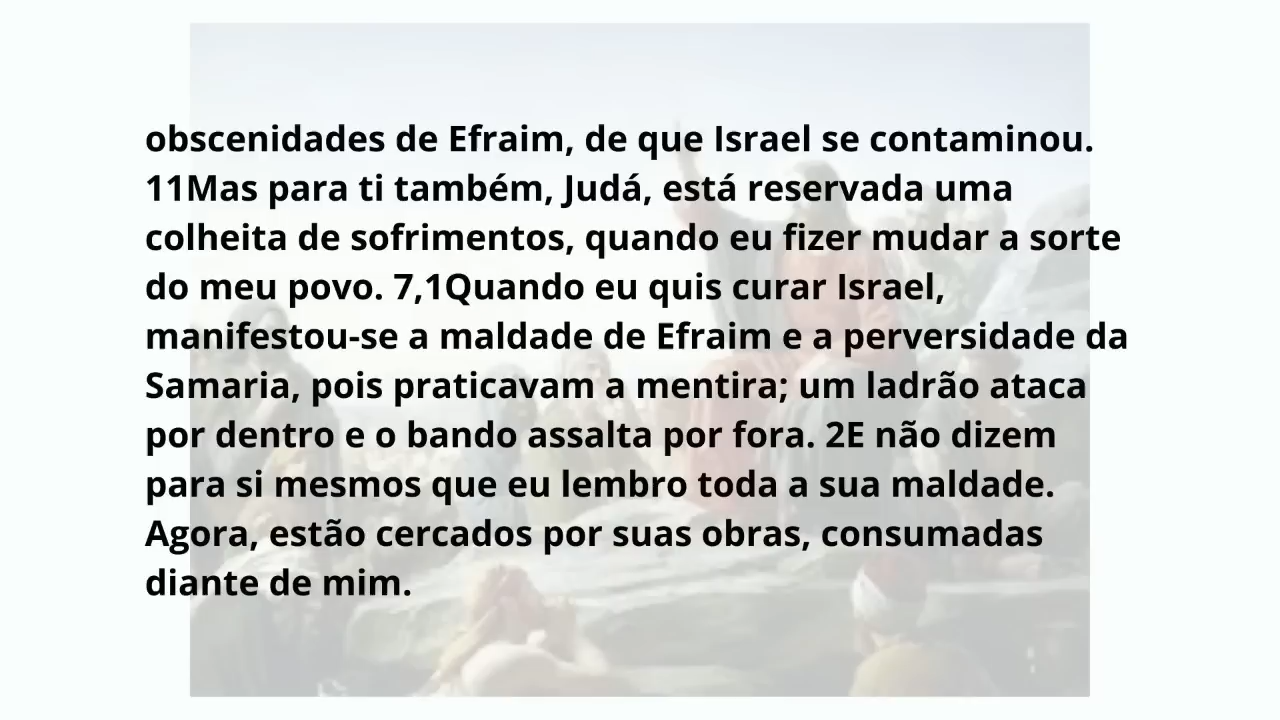 obscenidades de Efraim, de que Israel se contaminou.
11Mas para ti também, Judá, está reservada uma
colheita de sofrimentos, quando eu fizer mudar a sorte
do meu povo. 7,1Quando eu quis curar Israel,
manifestou-se a maldade de Efraim e a perversidade da
Samaria, pois praticavam a mentira; um ladrão ataca
por dentro e o bando assalta por fora. 2E não dizem
para si mesmos que eu lembro toda a sua maldade.
Agora, estão cercados por suas obras, consumadas
diante de mim.